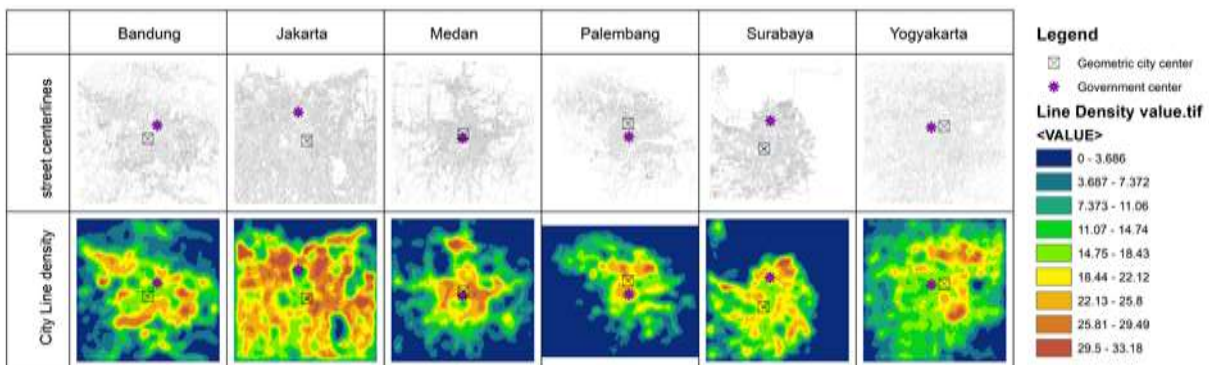 Bandung Jakarta Medan Palembang Surabaya Yogyakarta
street centerlines
City Line density
Legend
Geometric city center
Government center
Line Density value.tif
<VALUE>
0 - 3.686
3.687 - 7.372
7.373 - 11.06
11.07 - 14.74
14.75 - 18.43
18.44 - 22.12
22.13 - 25.8
25.81 - 29.49
29.5 - 33.18